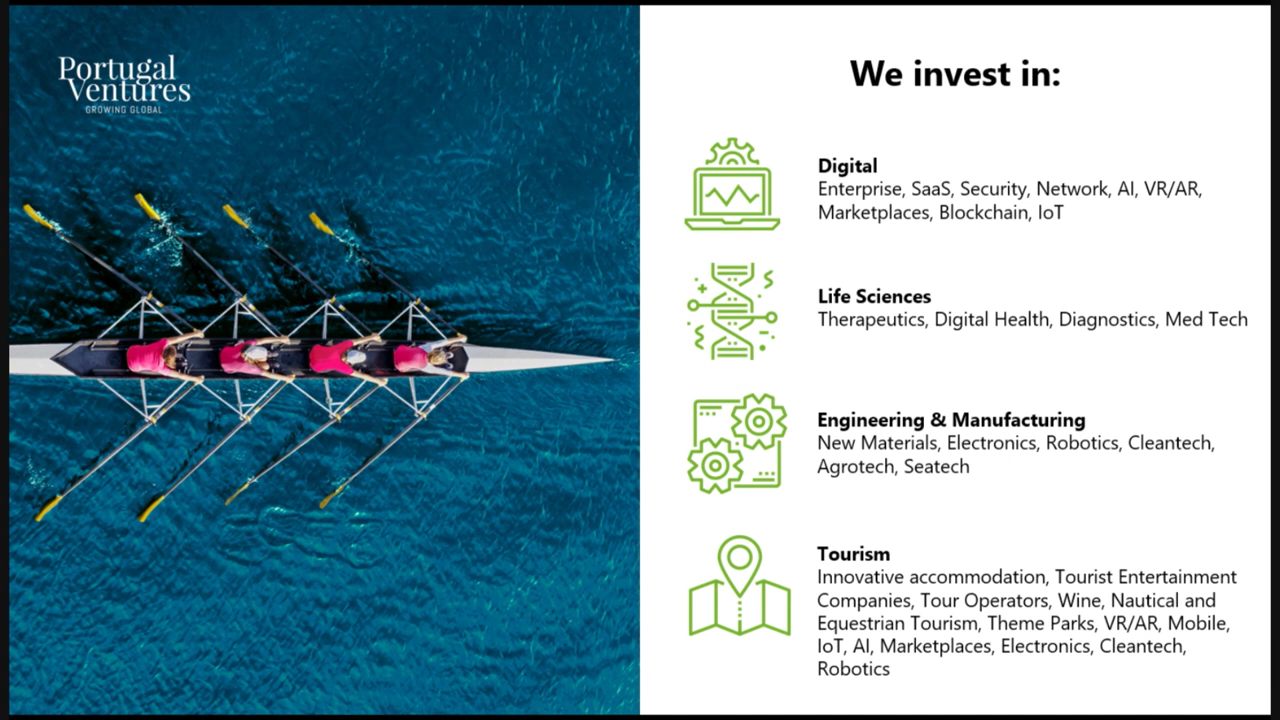 Portugal
Ventures
GROWING GLOBAL
We invest in:
Digital
Enterprise, SaaS, Security, Network, AI, VR/AR,
Marketplaces, Blockchain, IoT
Life Sciences
Therapeutics, Digital Health, Diagnostics, Med Tech
Engineering & Manufacturing
New Materials, Electronics, Robotics, Cleantech,
Agrotech, Seatech
Tourism
Innovative accommodation, Tourist Entertainment
Companies, Tour Operators, Wine, Nautical and
Equestrian Tourism, Theme Parks, VR/AR, Mobile,
IoT, AI, Marketplaces, Electronics, Cleantech,
Robotics